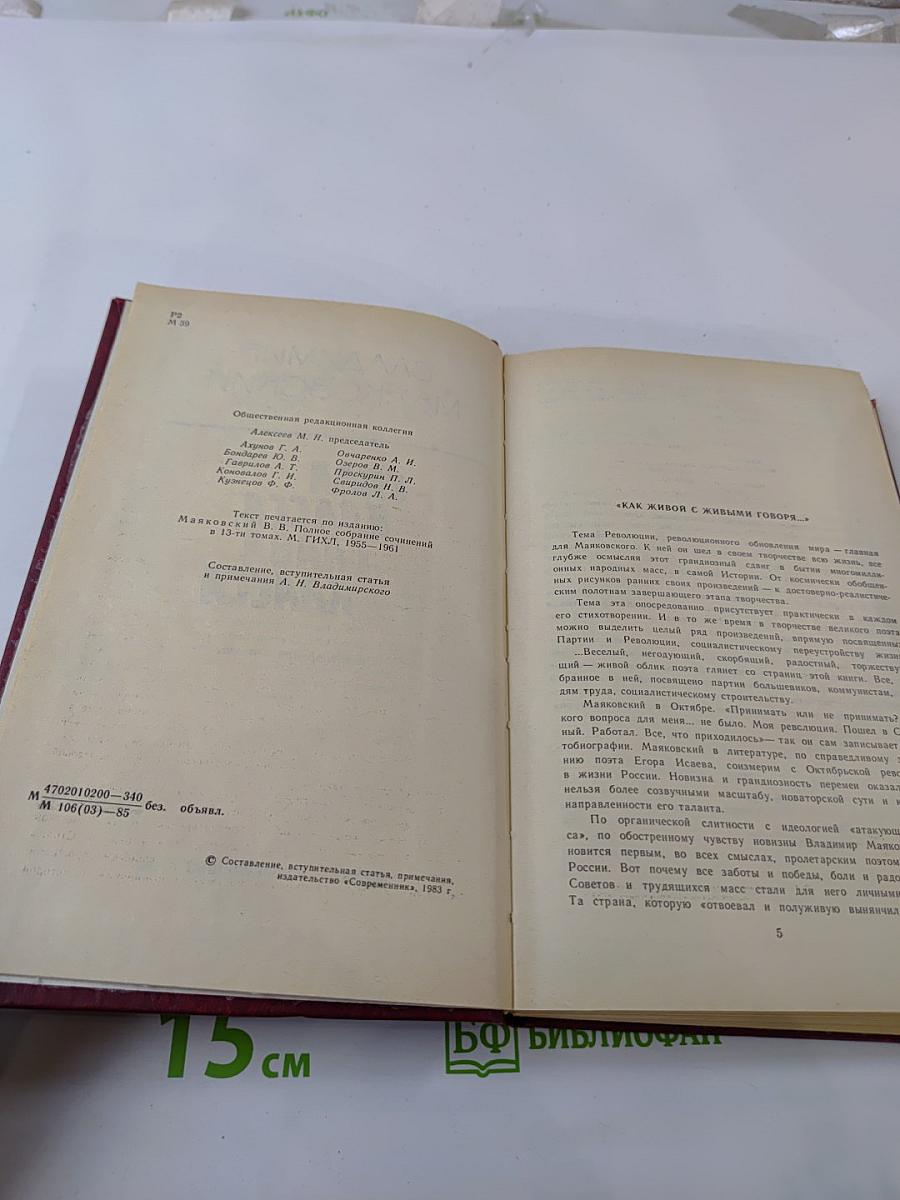 Р2
М 39
Общественная редакционная коллегия
Алексеев М. Н. председатель
Ахунов Г. А.
Бондарев Ю. В.
Гаврилов А. Т.
Коновалов Г. И.
Кузнецов Ф. Ф.
Овчаренко А. И.
Озеров В. М.
Проскурин П. Л.
Свиридов Н. В.
Фролов Л. А.
Текст печатается по изданию:
Маяковский В. В. Полное собрание сочинений
в 13-ти томах. М. ГИХЛ, 1955—1961
Составление, вступительная статья
и примечания А. Н. Владимирского
М 4702010200—340
М 106(03)—85 без. объявл.
© Составление, вступительная статья, примечания,
издательство «Современник», 1983 г.
«КАК ЖИВОЙ С ЖИВЫМИ ГОВОРЯ...»
Тема Революции, революционного обновления мира — главная
для Маяковского. К ней он шел в своем творчестве всю жизнь, все
глубже осмысляя этот грандиозный сдвиг в бытии многомилли-
онных народных масс, в самой Истории. От космически обобщен-
ных рисунков ранних своих произведений — к достоверно-реалистиче-
ским полотнам завершающего этапа творчества.
Тема эта опосредованно присутствует практически в каждом
его стихотворении. И в то же время в творчестве великого поэта
можно выделить целый ряд произведений, впрямую посвященных
Партии и Революции, социалистическому переустройству жизни
...Веселый, негодующий, скорбящий, радостный, торжеству
щий — живой облик поэта глянет со страниц этой книги. Все,
бранное в ней, посвящено партии большевиков, коммунистам,
дям труда, социалистическому строительству.
Маяковский в Октябре. «Принимать или не принимать?
кого вопроса для меня... не было. Моя революция. Пошел в С
ный. Работал. Все, что приходилось» — так он сам записывает
тобиографии. Маяковский в литературе, по справедливому з
нию поэта Егора Исаева, соизмерим с Октябрьской рево
в жизни России. Новизна и грандиозность перемен оказал
нельзя более созвучными масштабу, новаторской сути и
направленности его таланта.
По органической слитности с идеологией «атакующ
са», по обостренному чувству новизны Владимир Маяко
новится первым, во всех смыслах, пролетарским поэтом
России. Вот почему все заботы и победы, боли и радо
Советов и трудящихся масс стали для него личными
Та страна, которую «отвоевал и полуживую вынянчил
5
15 см
БФ БИБЛИОФАН